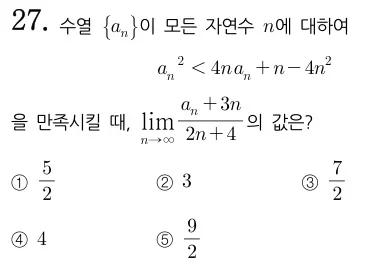 27. 수열 {aₙ}이 모든 자연수 n에 대하여
aₙ² < 4naₙ + n − 4n²
을 만족시킬 때, lim(n→∞) (aₙ + 3n)/(2n + 4) 의 값은?
① 5/2 ② 3 ③ 7/2
④ 4 ⑤ 9/2